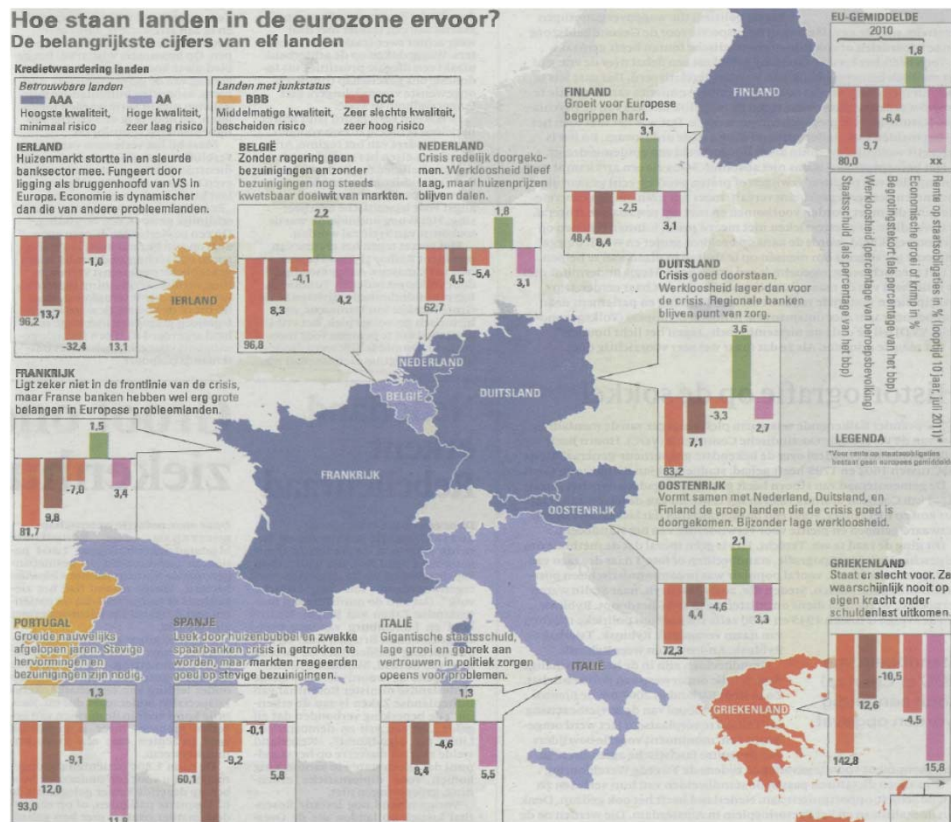 Hoe staan landen in de eurozone ervoor?
De belangrijkste cijfers van elf landen
Kredietwaardering landen
Betrouwbare landen
AAA
Hoogste kwaliteit,
minimaal risico
AA
Hoge kwaliteit,
zeer laag risico
Landen met junkstatus
BBB
Middelmatige kwaliteit,
bescheiden risico
CCC
Zeer slechte kwaliteit,
zeer hoog risico
EU-GEMIDDELDE
2010
1,8
-6,4
9,7
80,0
xx
Rente op staatsobligaties in % (looptijd 10 jaar, juli 2011)*
Economische groei of krimp in %
Begrotingstekort (als percentage van het bbp)
Werkloosheid (percentage van beroepsbevolking)
Staatsschuld (als percentage van het bbp)
LEGENDA
*Voor rente op staatsobligaties
bestaat geen europees gemiddeld
FINLAND
Groeit voor Europese
begrippen hard.
3,1
-2,5
48,4
8,4
3,1
FINLAND
IERLAND
Huizenmarkt stortte in en sleurde
banksector mee. Fungeert door
ligging als bruggenhoofd van VS in
Europa. Economie is dynamischer
dan die van andere probleemlanden.
-1,0
96,2
13,7
-32,4
13,1
IERLAND
BELGIË
Zonder regering geen
bezuinigingen en zonder
bezuinigingen nog steeds
kwetsbaar doelwit van markten.
2,2
-4,1
8,3
4,2
96,8
BELGIË
NEDERLAND
Crisis redelijk doorgeko-
men. Werkloosheid bleef
laag, maar huizenprijzen
blijven dalen.
1,8
4,5
-5,4
3,1
62,7
NEDERLAND
DUITSLAND
Crisis goed doorstaan.
Werkloosheid lager dan voor
de crisis. Regionale banken
blijven punt van zorg.
3,6
-3,3
7,1
2,7
83,2
DUITSLAND
FRANKRIJK
Ligt zeker niet in de frontlinie van de crisis,
maar Franse banken hebben wel erg grote
belangen in Europese probleemlanden.
1,5
-7,0
9,8
3,4
81,7
FRANKRIJK
OOSTENRIJK
Vormt samen met Nederland, Duitsland, en
Finland de groep landen die de crisis goed is
doorgekomen. Bijzonder lage werkloosheid.
2,1
4,4
-4,6
3,3
72,3
OOSTENRIJK
GRIEKENLAND
Staat er slecht voor. Ze
waarschijnlijk nooit op
eigen kracht onder
schuldenlast uitkomen.
-10,5
12,6
-4,5
142,8
15,8
GRIEKENLAND
PORTUGAL
Groeide nauwelijks
afgelopen jaren. Stevige
hervormingen en
bezuinigingen zijn nodig.
1,3
-9,1
12,0
93,0
11,8
SPANJE
Leek door huizenbubbel en zwakke
spaarbanken crisis in getrokken te
worden, maar markten reageerden
goed op stevige bezuinigingen.
-0,1
-9,2
60,1
5,8
ITALIË
Gigantische staatsschuld,
lage groei en gebrek aan
vertrouwen in politiek zorgen
opeens voor problemen.
1,3
-4,6
8,4
5,5
ITALIË